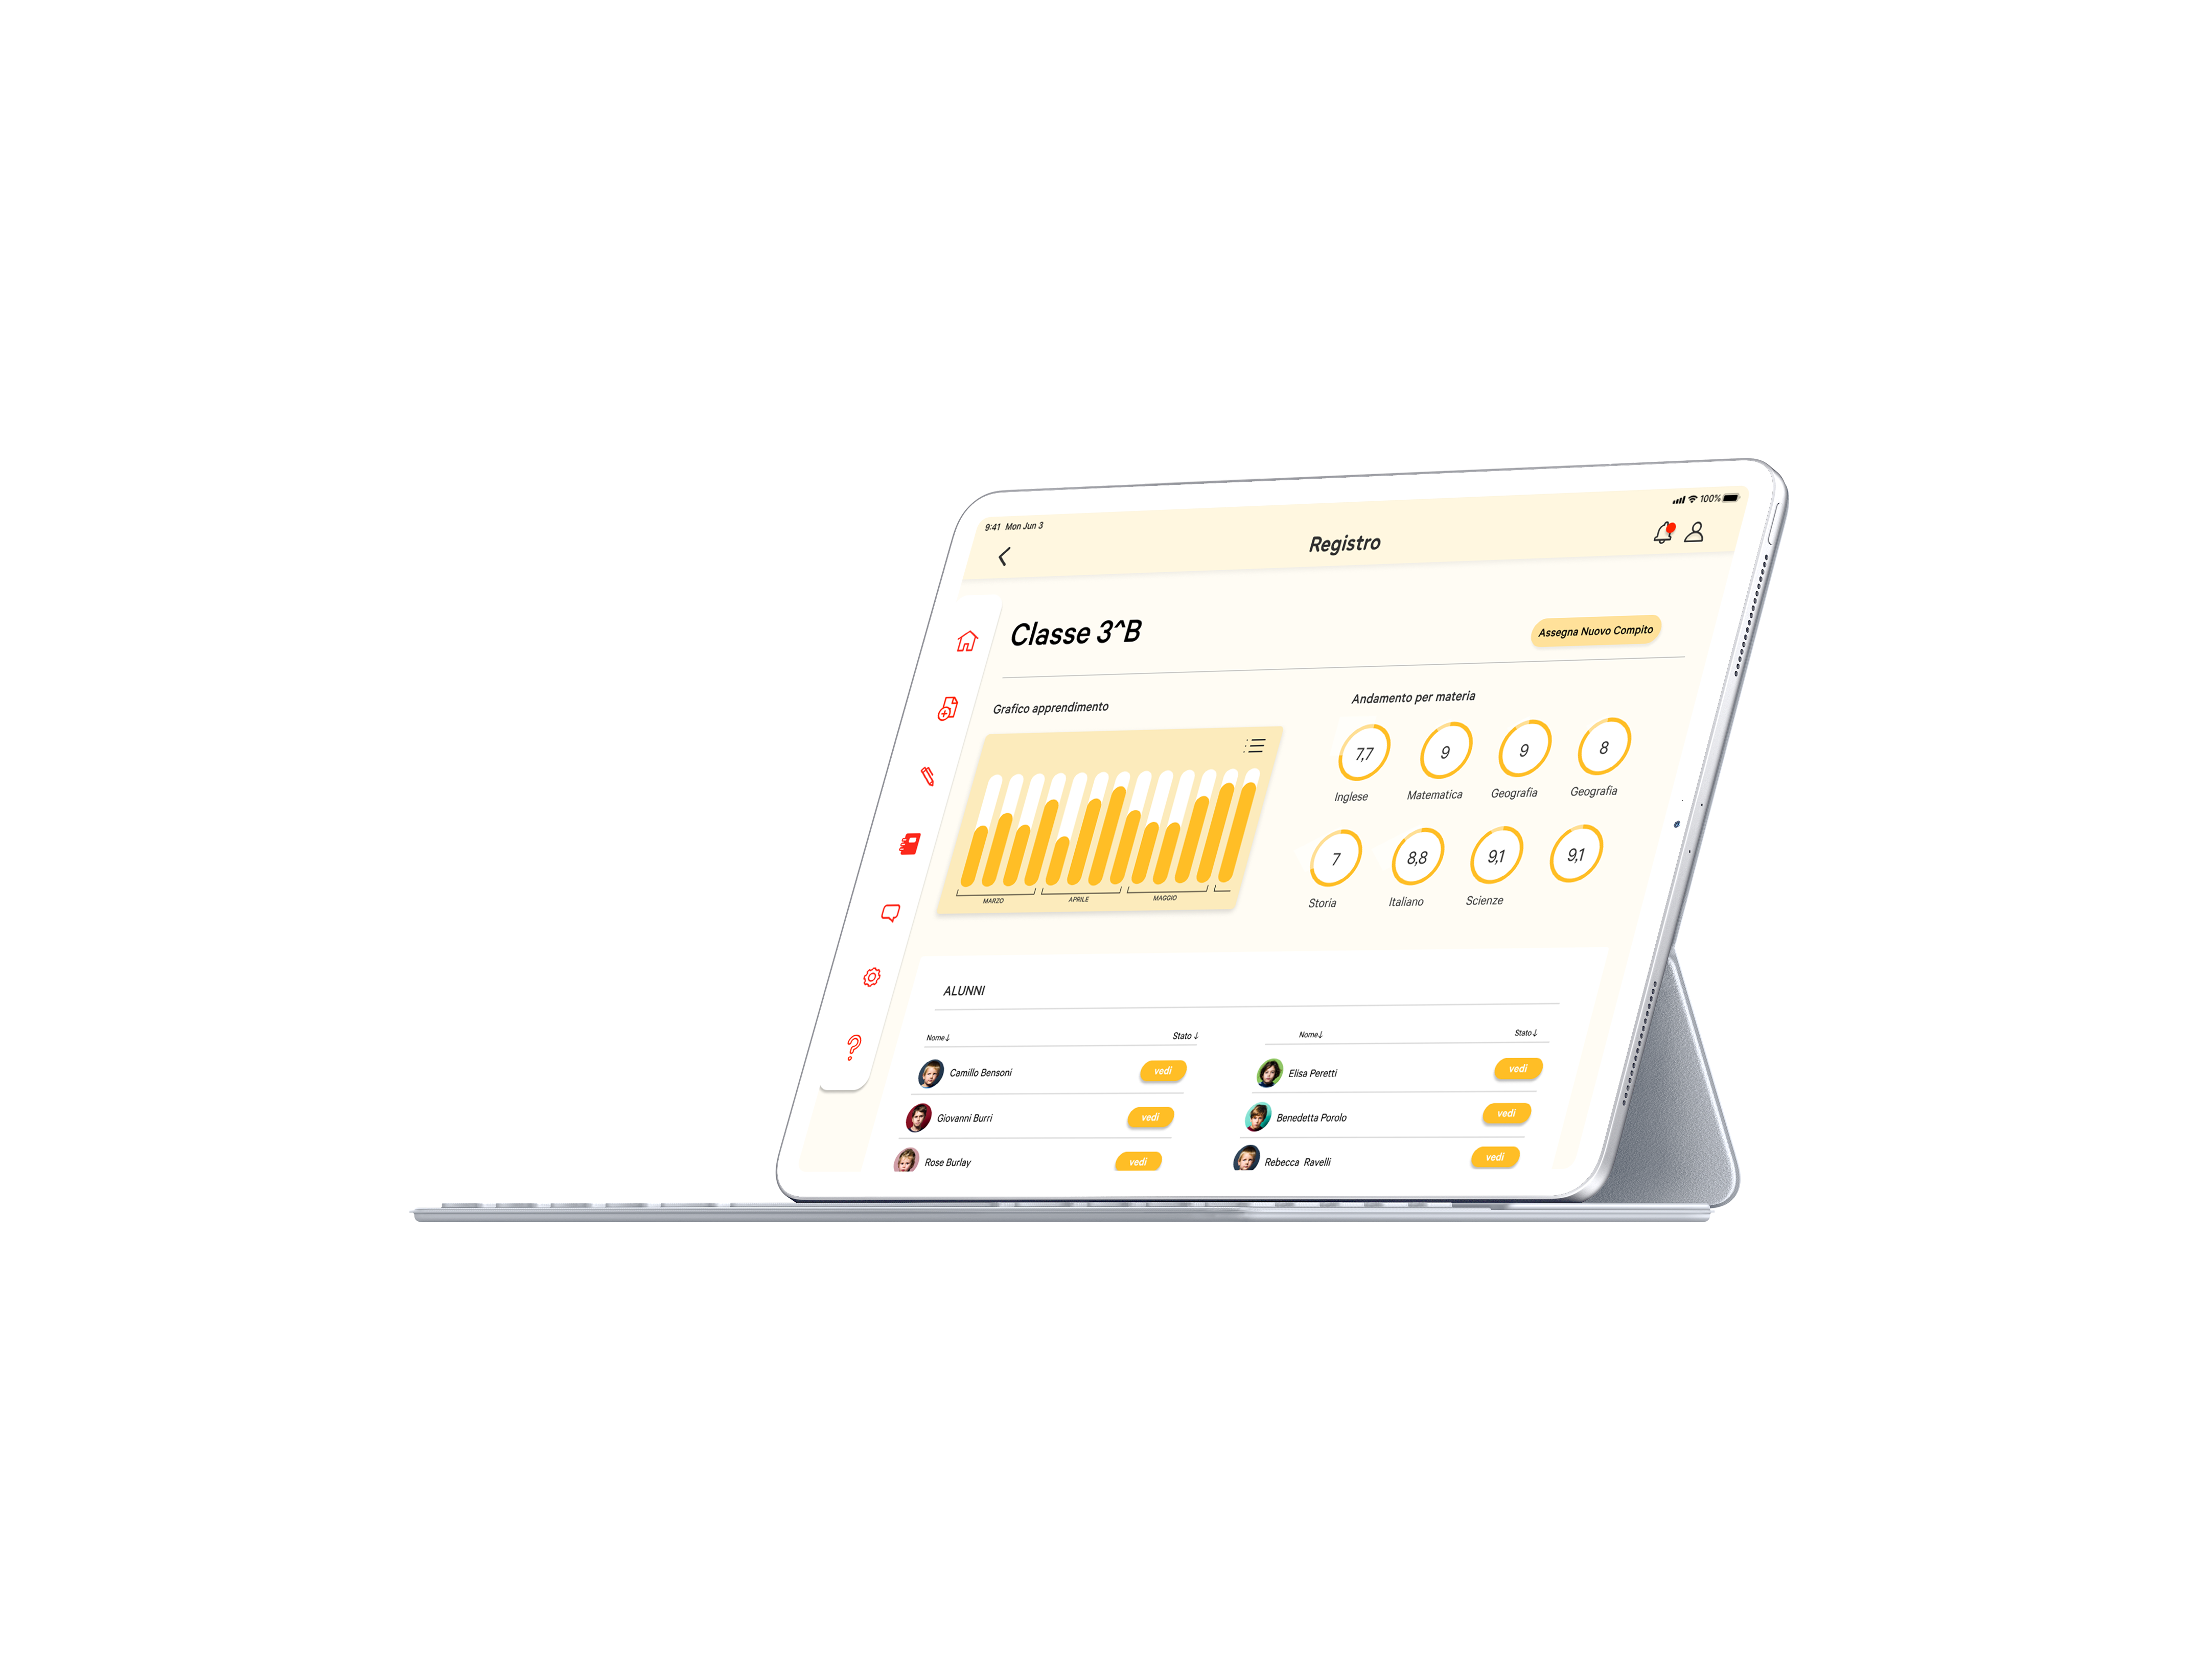 9:41 Mon Jun 3
100%
Registro
Classe 3^B
Assegna Nuovo Compito
Grafico apprendimento
MARZO
APRILE
MAGGIO
Andamento per materia
7,7
9
9
8
Inglese
Matematica
Geografia
Geografia
7
8,8
9,1
9,1
Storia
Italiano
Scienze
ALUNNI
Nome↓
Stato ↓
Nome↓
Stato↓
Camillo Bensoni
vedi
Elisa Peretti
vedi
Giovanni Burri
vedi
Benedetta Porolo
vedi
Rose Burlay
vedi
Rebecca Ravelli
vedi